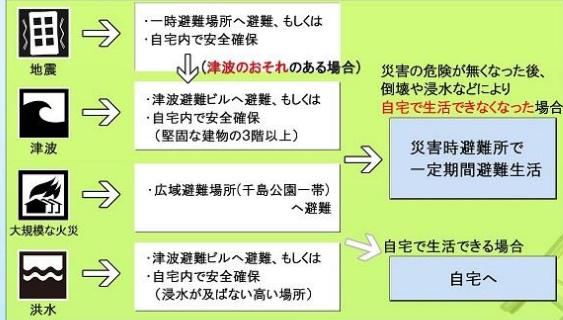 地震
・一時避難場所へ避難、もしくは
・自宅内で安全確保
(津波のおそれのある場合)
津波
・津波避難ビルへ避難、もしくは
・自宅内で安全確保
(堅固な建物の3階以上)
大規模な火災
・広域避難場所(千島公園一帯)
へ避難
洪水
・津波避難ビルへ避難、もしくは
・自宅内で安全確保
(浸水が及ばない高い場所)
災害の危険が無くなった後、
倒壊や浸水などにより
自宅で生活できなくなった場合
災害時避難所で
一定期間避難生活
自宅で生活できる場合
自宅へ